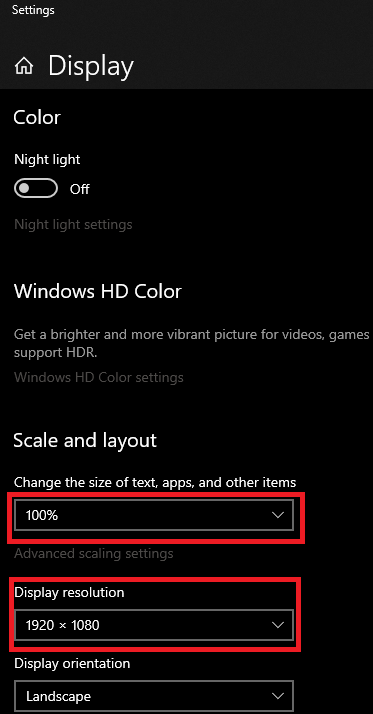 Settings
Display
Color
Night light
Off
Night light settings
Windows HD Color
Get a brighter and more vibrant picture for videos, games
support HDR.
Windows HD Color settings
Scale and layout
Change the size of text, apps, and other items
100%
Advanced scaling settings
Display resolution
1920 × 1080
Display orientation
Landscape